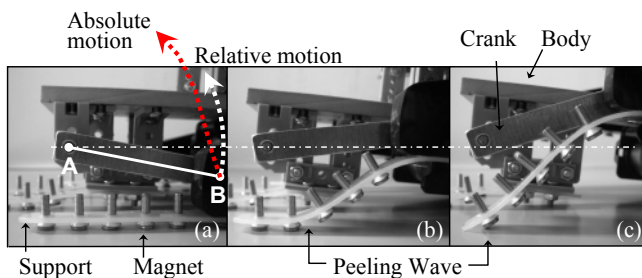 Absolute
motion
Relative motion
Crank
Body
A
B
(a)
(b)
(c)
Support
Magnet
Peeling Wave